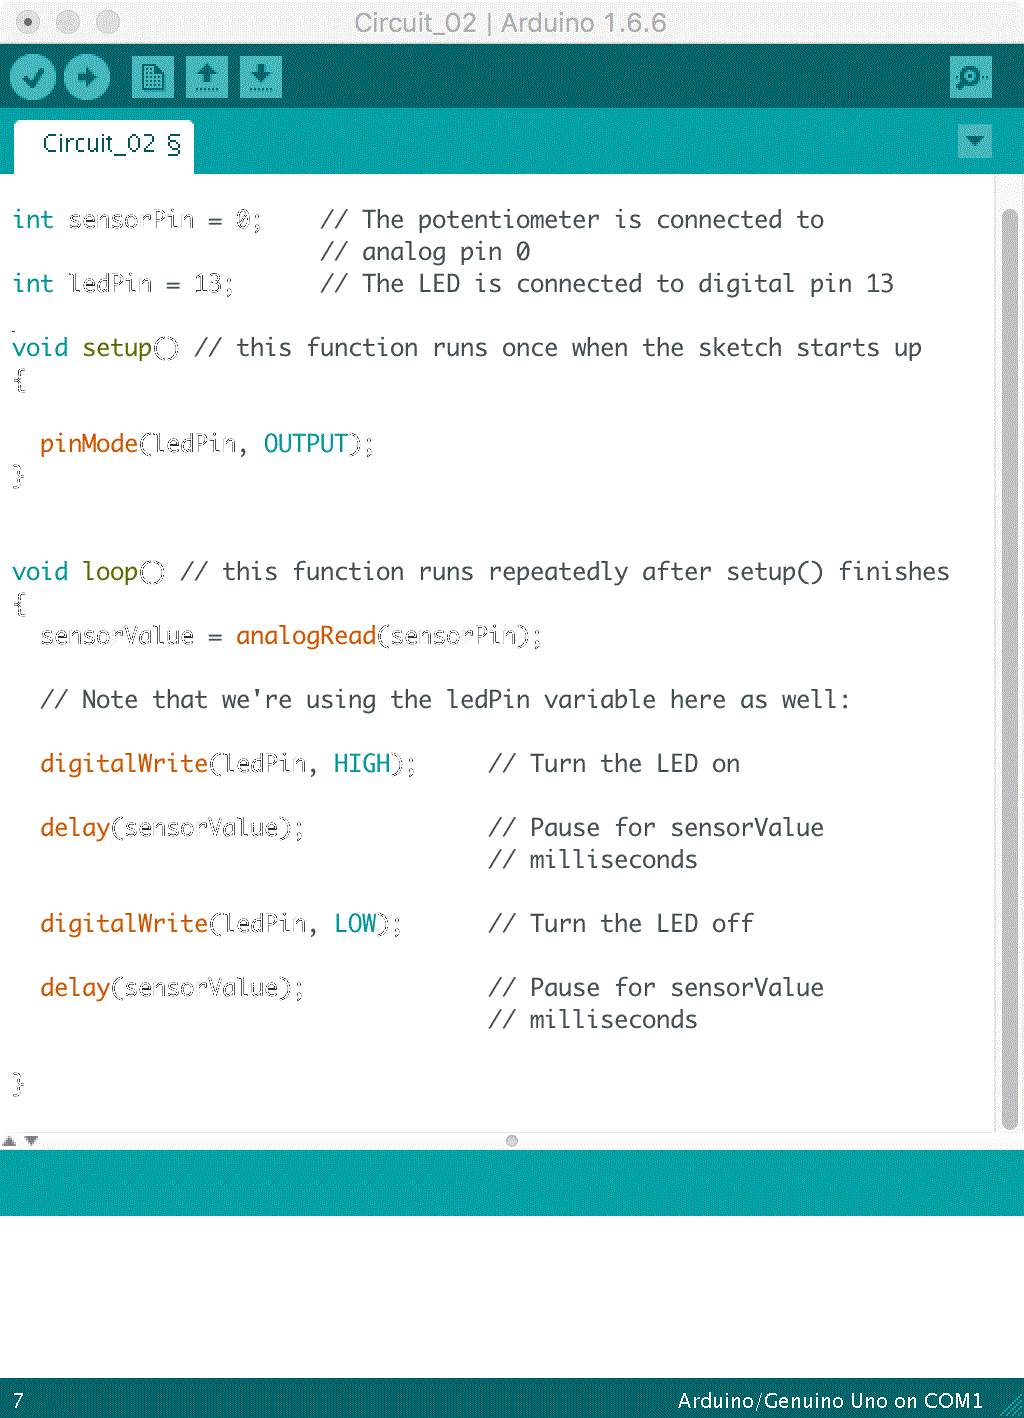 Circuit_02 | Arduino 1.6.6
Circuit_02 §
int sensorPin = 0;    // The potentiometer is connected to
// analog pin 0
int ledPin = 13;      // The LED is connected to digital pin 13
void setup() // this function runs once when the sketch starts up
{
pinMode(ledPin, OUTPUT);
}
void loop() // this function runs repeatedly after setup() finishes
{
sensorValue = analogRead(sensorPin);
// Note that we're using the ledPin variable here as well:
digitalWrite(ledPin, HIGH);     // Turn the LED on
delay(sensorValue);             // Pause for sensorValue
// milliseconds
digitalWrite(ledPin, LOW);      // Turn the LED off
delay(sensorValue);             // Pause for sensorValue
// milliseconds
}
7
Arduino/Genuino Uno on COM1